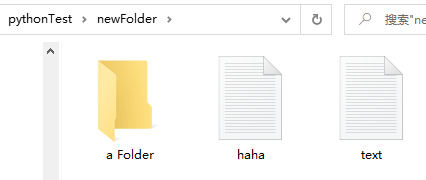 pythonTest > newFolder >
搜索"ne
a Folder
haha
text